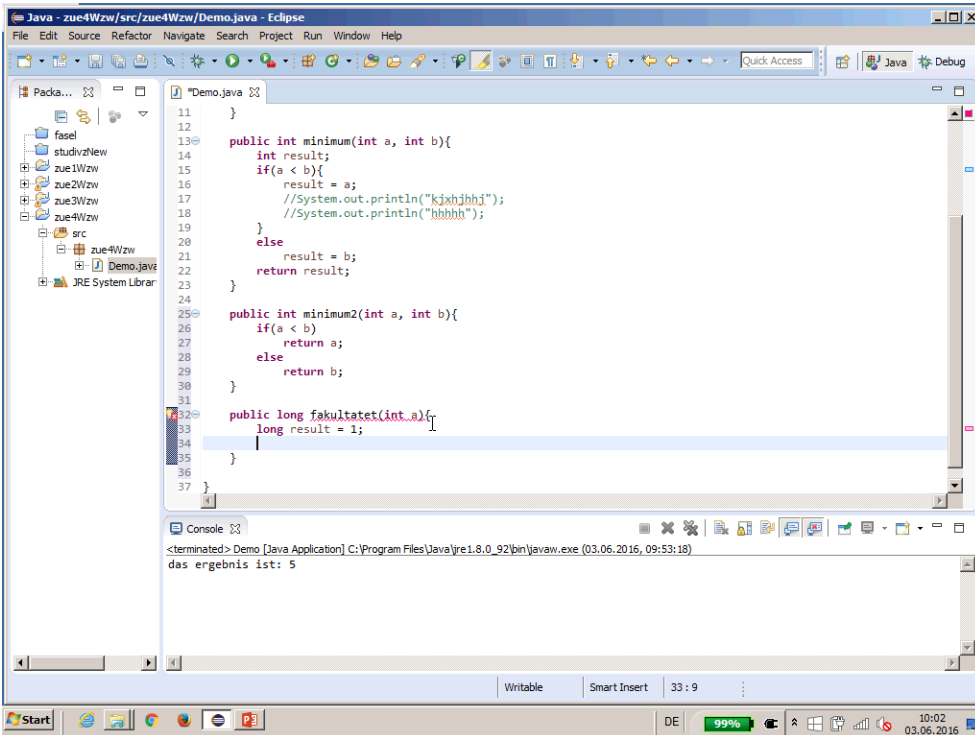 Java - zue4Wzw/src/zue4Wzw/Demo.java - Eclipse
File Edit Source Refactor Navigate Search Project Run Window Help
Quick Access Java Debug
Packa...
*Demo.java
fasel
studivzNew
zue1Wzw
zue2Wzw
zue3Wzw
zue4Wzw
src
zue4Wzw
Demo.java
JRE System Librar
11 }
12
13 public int minimum(int a, int b){
14 int result;
15 if(a < b){
16 result = a;
17 //System.out.println("kjxhjhhj");
18 //System.out.println("hhhhh");
19 }
20 else
21 result = b;
22 return result;
23 }
24
25 public int minimum2(int a, int b){
26 if(a < b)
27 return a;
28 else
29 return b;
30 }
31
32 public long fakultatet(int a){
33 long result = 1;
34
35 }
36
37 }
Console
<terminated> Demo [Java Application] C:\Program Files\Java\jre1.8.0_92\bin\javaw.exe (03.06.2016, 09:53:18)
das ergebnis ist: 5
Writable Smart Insert 33 : 9
Start DE 99% 10:02
03.06.2016